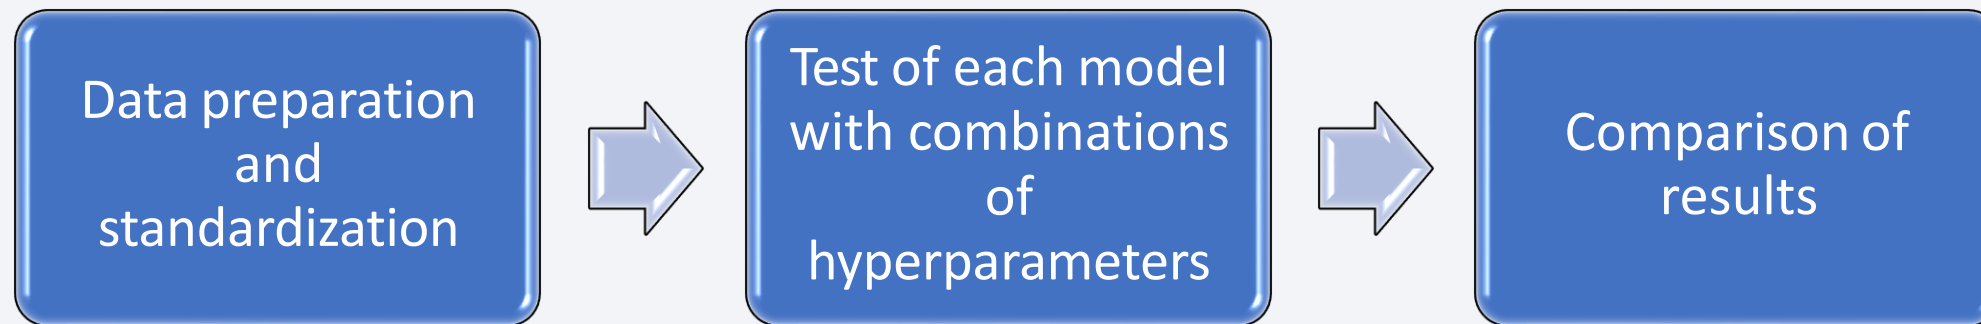 Data preparation
and
standardization
Test of each model
with combinations
of
hyperparameters
Comparison of
results